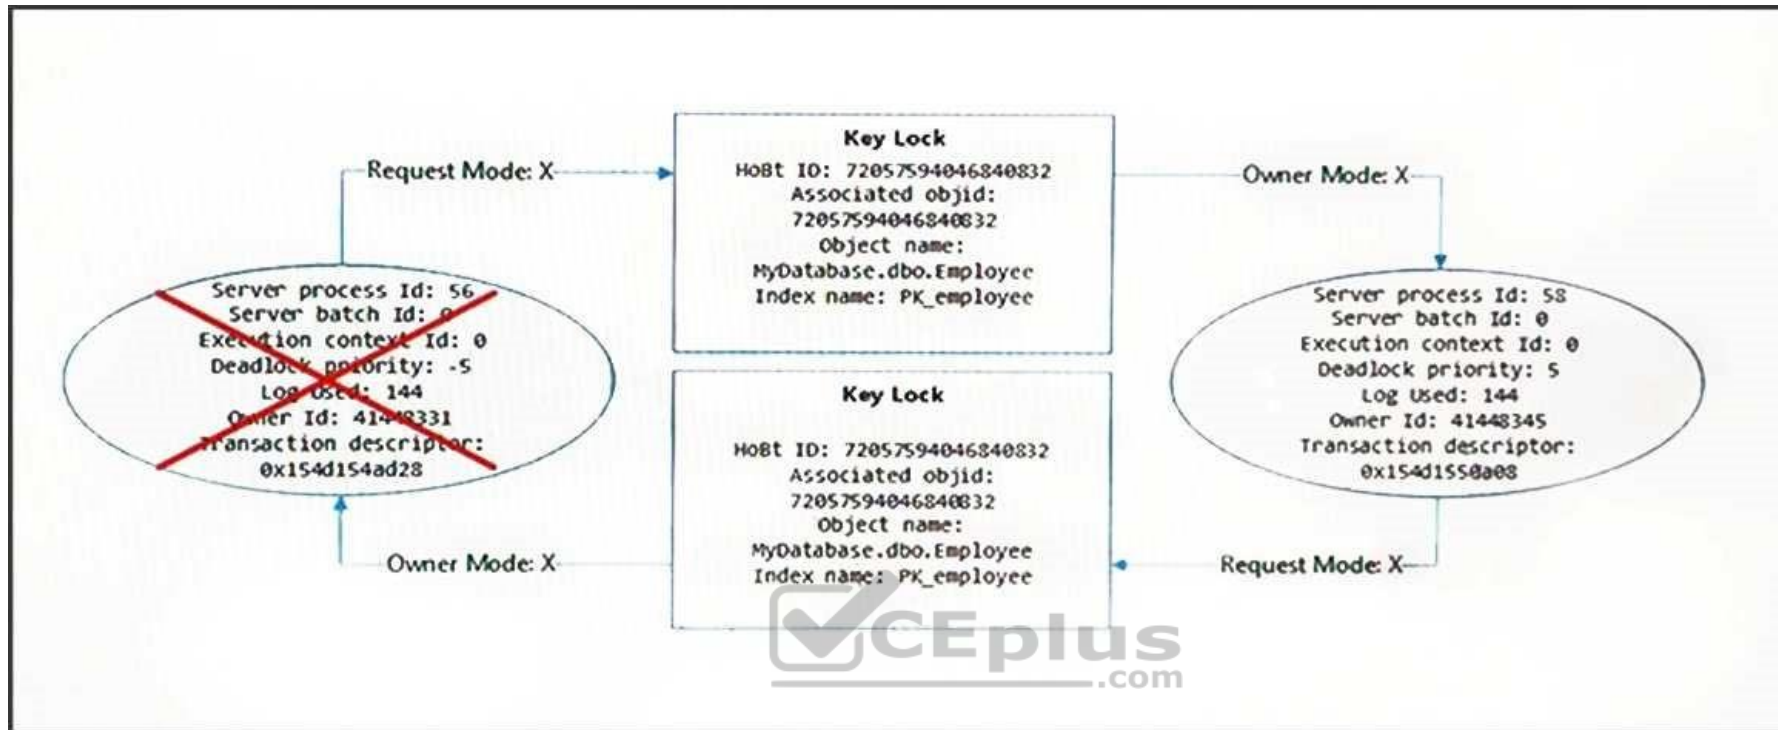 Key Lock
HoBt ID: 72057594046840832
Associated objid:
72057594046840832
Object name:
MyDatabase.dbo.Employee
Index name: PK_employee
Request Mode: X
Owner Mode: X
Server process Id: 56
Server batch Id: 0
Execution context Id: 0
Deadlock priority: -5
Log Used: 144
Owner Id: 41448331
Transaction descriptor:
0x154d154ad28
Server process Id: 58
Server batch Id: 0
Execution context Id: 0
Deadlock priority: 5
Log Used: 144
Owner Id: 41448345
Transaction descriptor:
0x154d1550a08
Key Lock
HoBt ID: 72057594046840832
Associated objid:
72057594046840832
Object name:
MyDatabase.dbo.Employee
Index name: PK_employee
Owner Mode: X
Request Mode: X
CEplus
.com